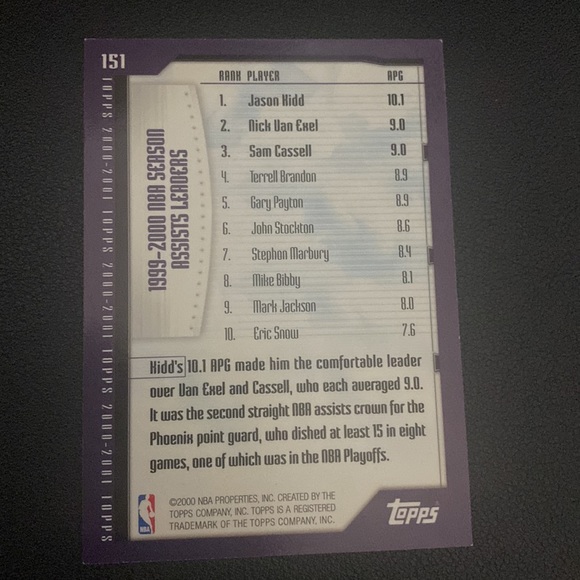 151
RANK PLAYER APG
1. Jason Kidd 10.1
2. Nick Van Exel 9.0
3. Sam Cassell 9.0
4. Terrell Brandon 8.9
5. Gary Payton 8.9
6. John Stockton 8.6
7. Stephon Marbury 8.4
8. Mike Bibby 8.1
9. Mark Jackson 8.0
10. Eric Snow 7.6
1999-2000 NBA SEASON
ASSISTS LEADERS
TOPPS 2000-2001 TOPPS 2000-2001 TOPPS 2000-2001 TOPPS
Kidd's 10.1 APG made him the comfortable leader
over Van Exel and Cassell, who each averaged 9.0.
It was the second straight NBA assists crown for the
Phoenix point guard, who dished at least 15 in eight
games, one of which was in the NBA Playoffs.
©2000 NBA PROPERTIES, INC. CREATED BY THE
TOPPS COMPANY, INC. TOPPS IS A REGISTERED
TRADEMARK OF THE TOPPS COMPANY, INC.
NBA
Topps